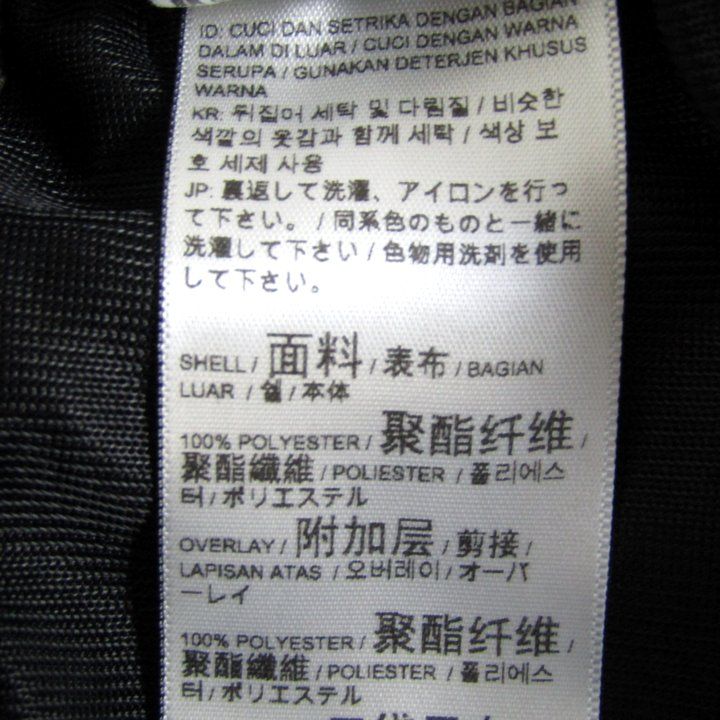 ID: CUCI DAN SETRIKA DENGAN BAGIAN
DALAM DI LUAR / CUCI DENGAN WARNA
SERUPA / GUNAKAN DETERJEN KHUSUS
WARNA
KR: 뒤집어 세탁 및 다림질 / 비슷한
색깔의 옷감과 함께 세탁 / 색상 보
호 세제 사용
JP: 裏返して洗濯、アイロンを行っ
て下さい。 / 同系色のものと一緒に
洗濯して下さい / 色物用洗剤を使用
して下さい。
SHELL / 面料 / 表布 / BAGIAN
LUAR / 쉘 / 本体
100% POLYESTER / 聚酯纤维 /
聚酯纖維 / POLIESTER / 폴리에스
터 / ポリエステル
OVERLAY / 附加层 / 剪接 /
LAPISAN ATAS / 오버레이 / オーバ
ーレイ
100% POLYESTER / 聚酯纤维 /
聚酯纖維 / POLIESTER / 폴리에스
터 / ポリエステル